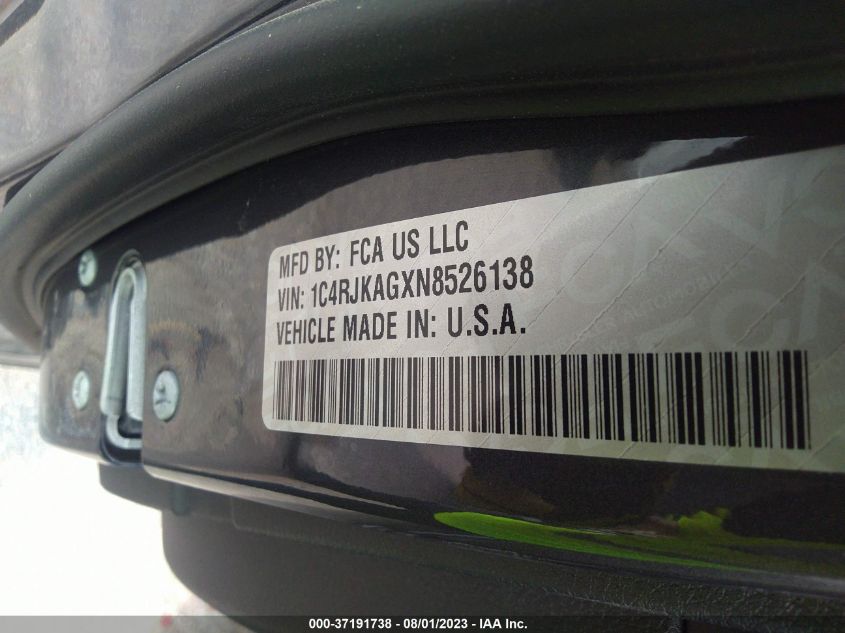 MFD BY: FCA US LLC
VIN: 1C4RJKAGXN8526138
VEHICLE MADE IN: U.S.A.
000-37191738 - 08/01/2023 - IAA Inc.